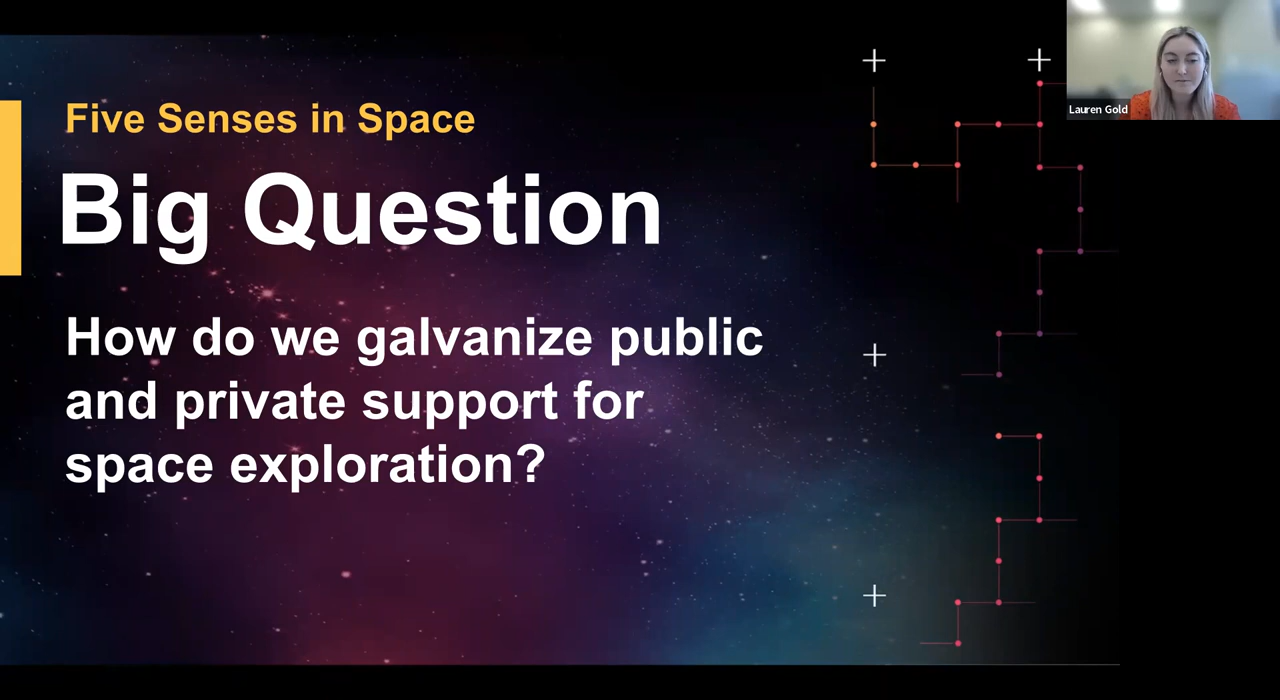 Five Senses in Space
Big Question
How do we galvanize public
and private support for
space exploration?
Lauren Gold